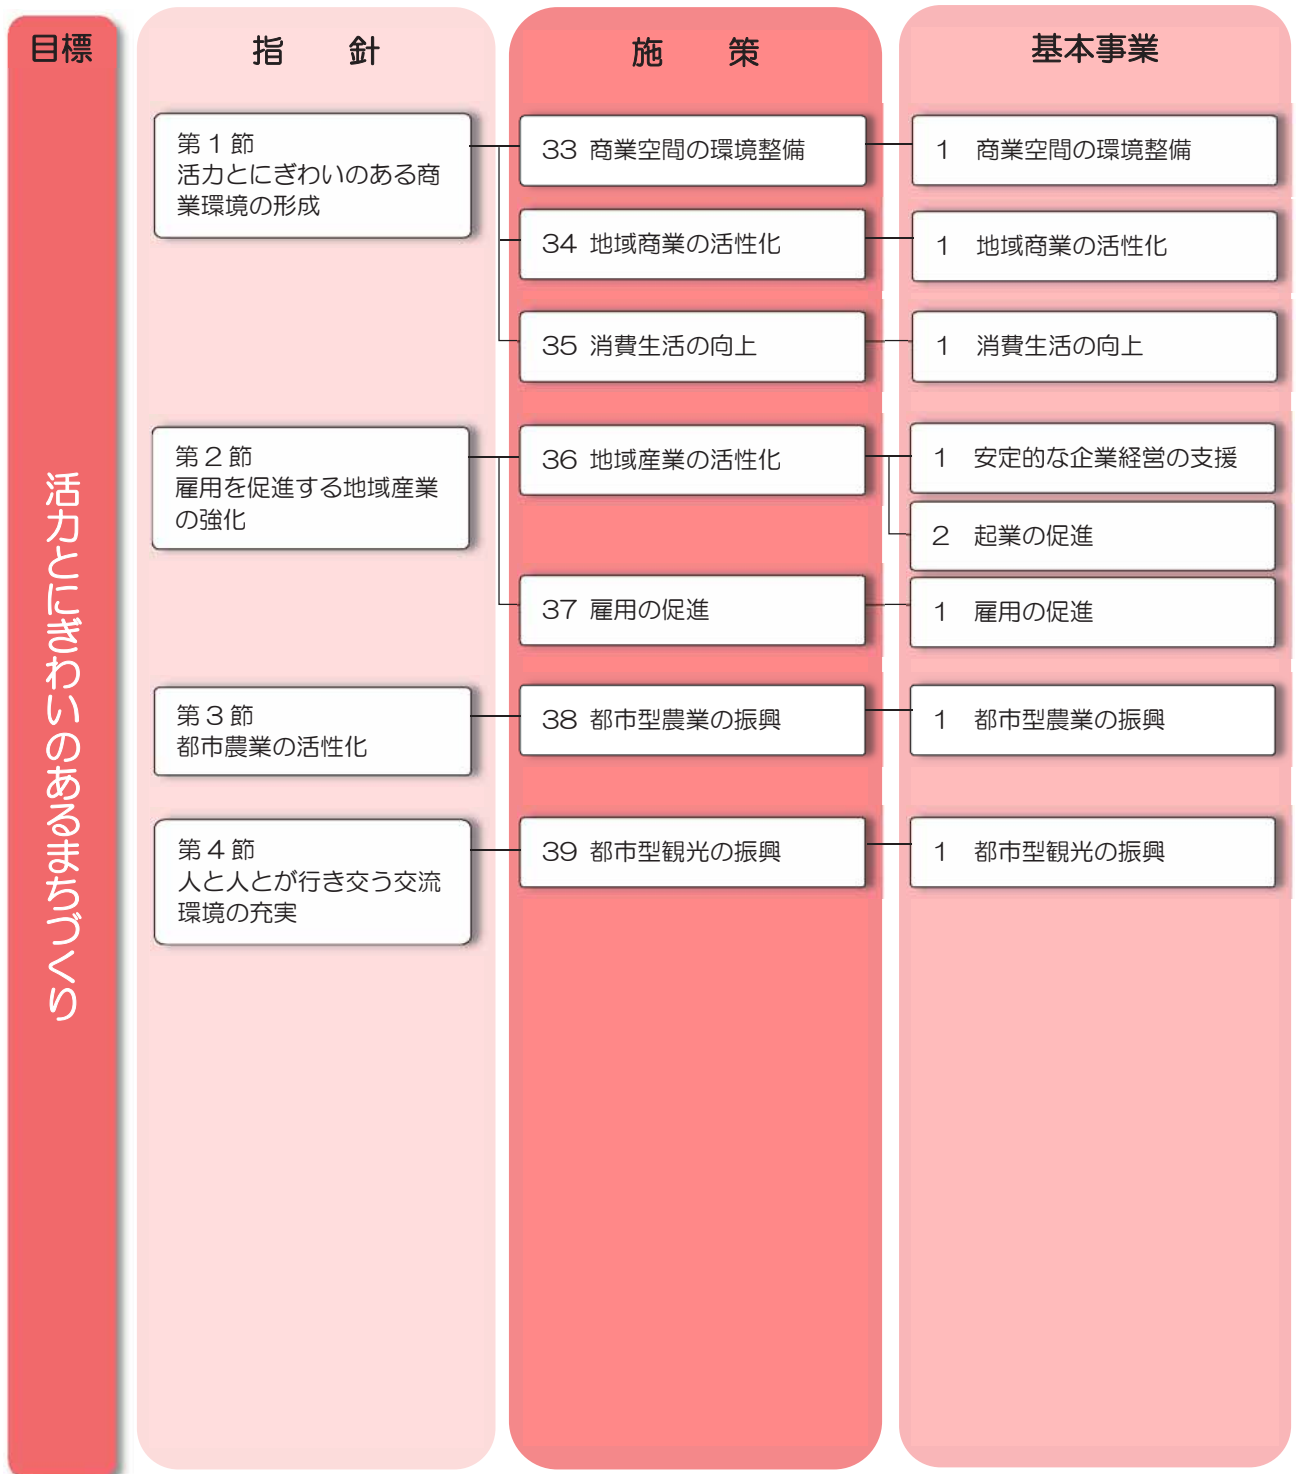 目標
活力とにぎわいのあるまちづくり
指　針
施　策
基本事業
第１節
活力とにぎわいのある商
業環境の形成
33 商業空間の環境整備
1 商業空間の環境整備
34 地域商業の活性化
1 地域商業の活性化
35 消費生活の向上
1 消費生活の向上
第２節
雇用を促進する地域産業
の強化
36 地域産業の活性化
1 安定的な企業経営の支援
2 起業の促進
37 雇用の促進
1 雇用の促進
第３節
都市農業の活性化
38 都市型農業の振興
1 都市型農業の振興
第４節
人と人とが行き交う交流
環境の充実
39 都市型観光の振興
1 都市型観光の振興